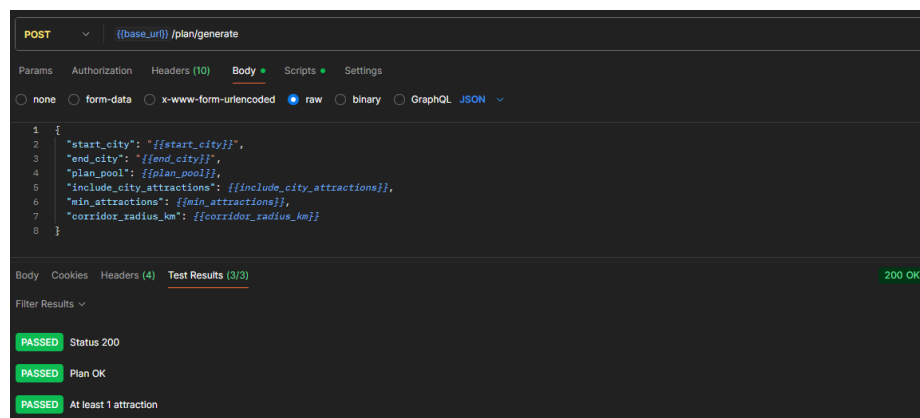 POST {{base_url}} /plan/generate
Params Authorization Headers (10) Body Scripts Settings
none form-data x-www-form-urlencoded raw binary GraphQL JSON
1 {
2 "start_city": "{{start_city}}",
3 "end_city": "{{end_city}}",
4 "plan_pool": {{plan_pool}},
5 "include_city_attractions": {{include_city_attractions}},
6 "min_attractions": {{min_attractions}},
7 "corridor_radius_km": {{corridor_radius_km}}
8 }
Body Cookies Headers (4) Test Results (3/3) 200 OK
Filter Results
PASSED Status 200
PASSED Plan OK
PASSED At least 1 attraction